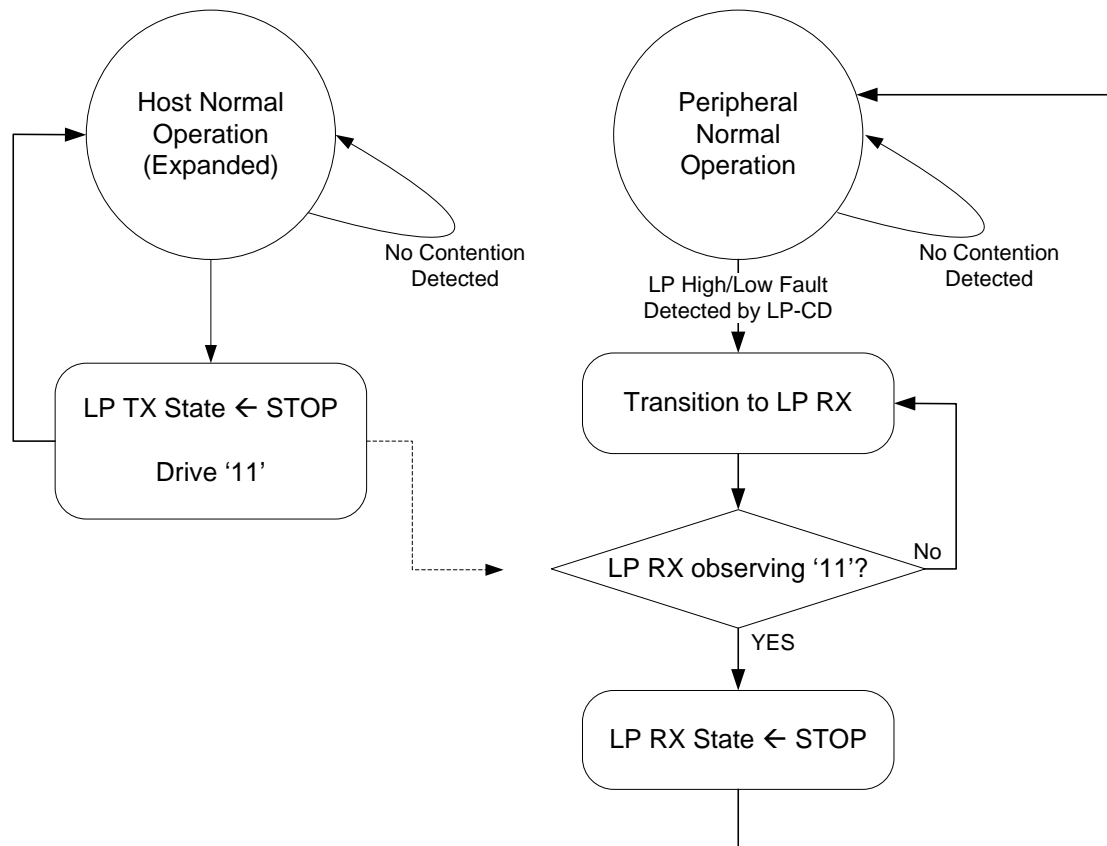 Host Normal
Operation
(Expanded)
No Contention
Detected
LP TX State ← STOP
Drive ‘11’
Peripheral
Normal
Operation
No Contention
Detected
LP High/Low Fault
Detected by LP-CD
Transition to LP RX
LP RX observing ‘11’?
No
YES
LP RX State ← STOP